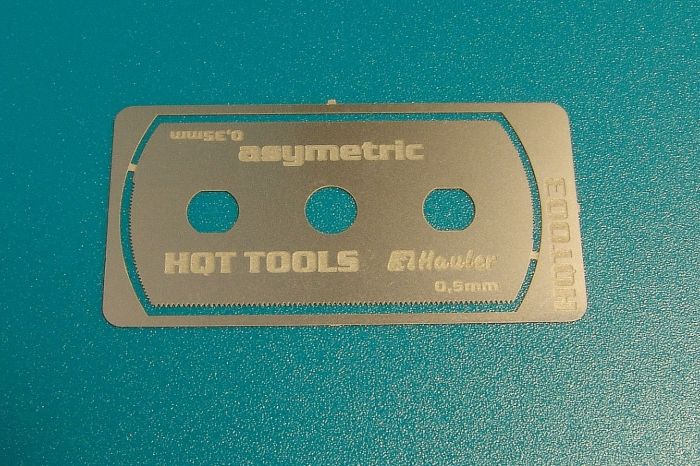 0,35mm
asymetric
HQT TOOLS
Hauler
0,5mm
HQT003